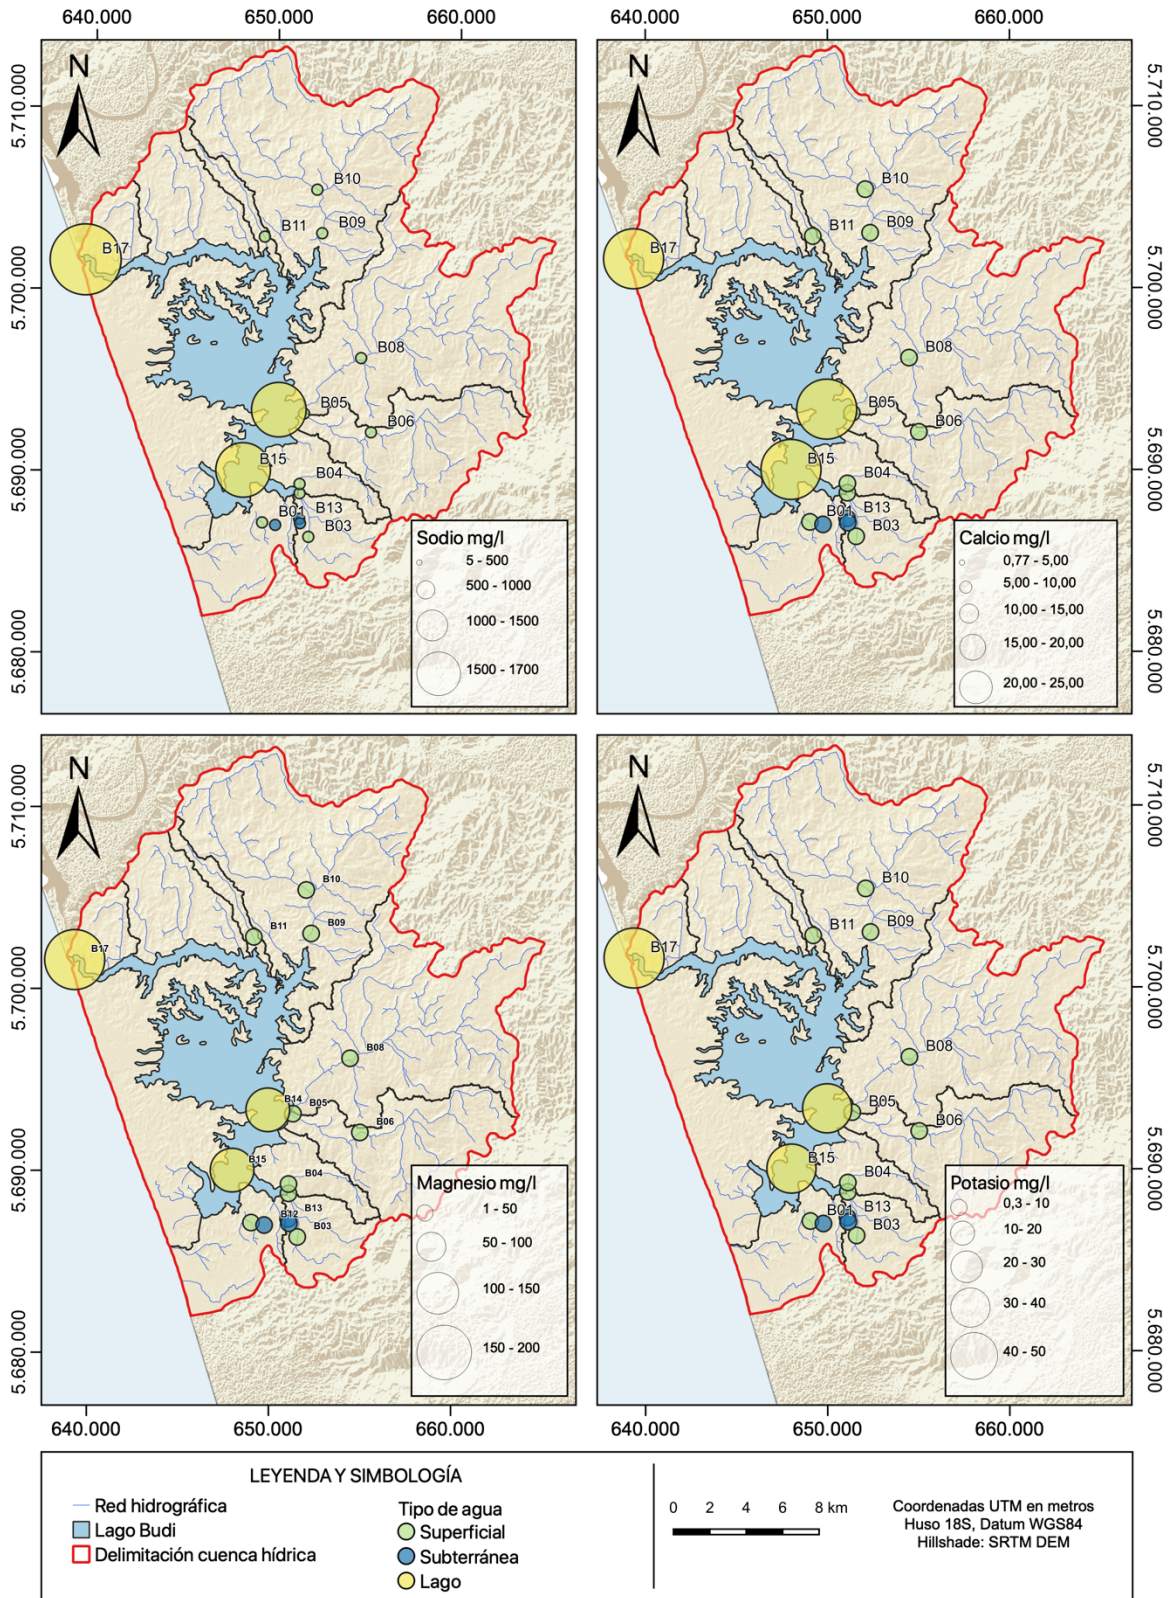 640.000 650.000 660.000
640.000 650.000 660.000
5.710.000
5.700.000
5.690.000
5.680.000
N
B10
B11
B09
B17
B08
B05
B06
B15
B04
B13
B01
B03
Sodio mg/l
5 - 500
500 - 1000
1000 - 1500
1500 - 1700
N
B10
B11
B09
B17
B08
B05
B06
B15
B04
B13
B01
B03
Calcio mg/l
0,77 - 5,00
5,00 - 10,00
10,00 - 15,00
15,00 - 20,00
20,00 - 25,00
5.710.000
5.700.000
5.690.000
5.680.000
5.710.000
5.700.000
5.690.000
5.680.000
N
B10
B11
B09
B17
B08
B14
B05
B06
B15
B04
B13
B12
B03
Magnesio mg/l
1 - 50
50 - 100
100 - 150
150 - 200
N
B10
B11
B09
B17
B08
B05
B06
B15
B04
B13
B01
B03
Potasio mg/l
0,3 - 10
10- 20
20 - 30
30 - 40
40 - 50
5.710.000
5.700.000
5.690.000
5.680.000
640.000 650.000 660.000
640.000 650.000 660.000
LEYENDA Y SIMBOLOGÍA
Red hidrográfica
Lago Budi
Delimitación cuenca hídrica
Tipo de agua
Superficial
Subterránea
Lago
0 2 4 6 8 km
Coordenadas UTM en metros
Huso 18S, Datum WGS84
Hillshade: SRTM DEM